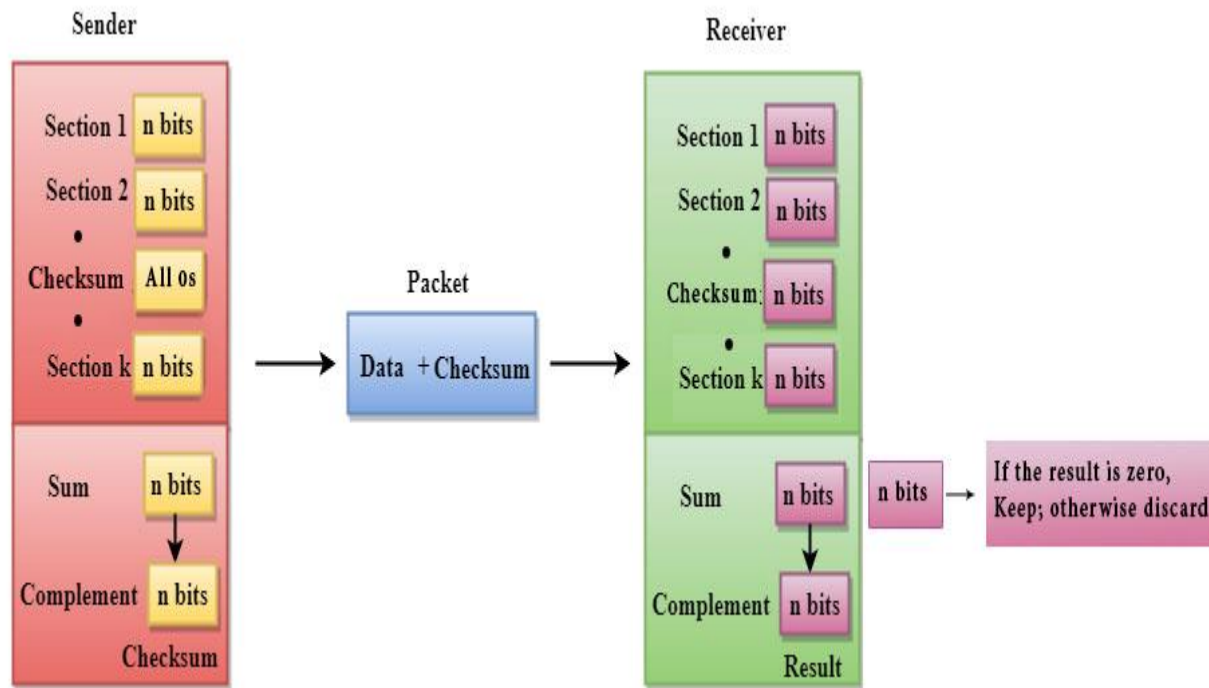 Sender
Section 1 n bits
Section 2 n bits
Checksum All os
Section k n bits
Sum n bits
Complement n bits
Checksum
Packet
Data + Checksum
Receiver
Section 1 n bits
Section 2 n bits
Checksum: n bits
Section k n bits
Sum n bits
Complement n bits
Result
n bits
If the result is zero,
Keep; otherwise discard